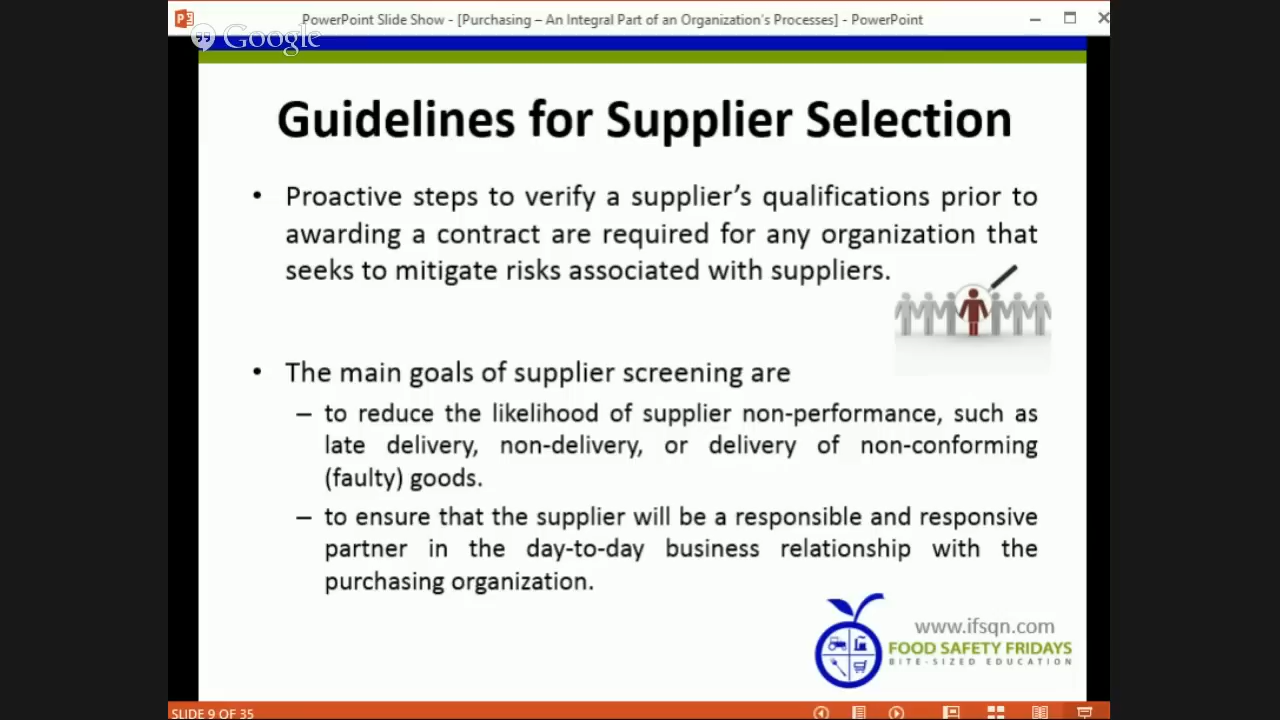 PowerPoint Slide Show - [Purchasing – An Integral Part of an Organization's Processes] - PowerPoint
Google
Guidelines for Supplier Selection
• Proactive steps to verify a supplier’s qualifications prior to
awarding a contract are required for any organization that
seeks to mitigate risks associated with suppliers.
• The main goals of supplier screening are
– to reduce the likelihood of supplier non-performance, such as
late delivery, non-delivery, or delivery of non-conforming
(faulty) goods.
– to ensure that the supplier will be a responsible and responsive
partner in the day-to-day business relationship with the
purchasing organization.
www.ifsqn.com
FOOD SAFETY FRIDAYS
BITE-SIZED EDUCATION
SLIDE 9 OF 35